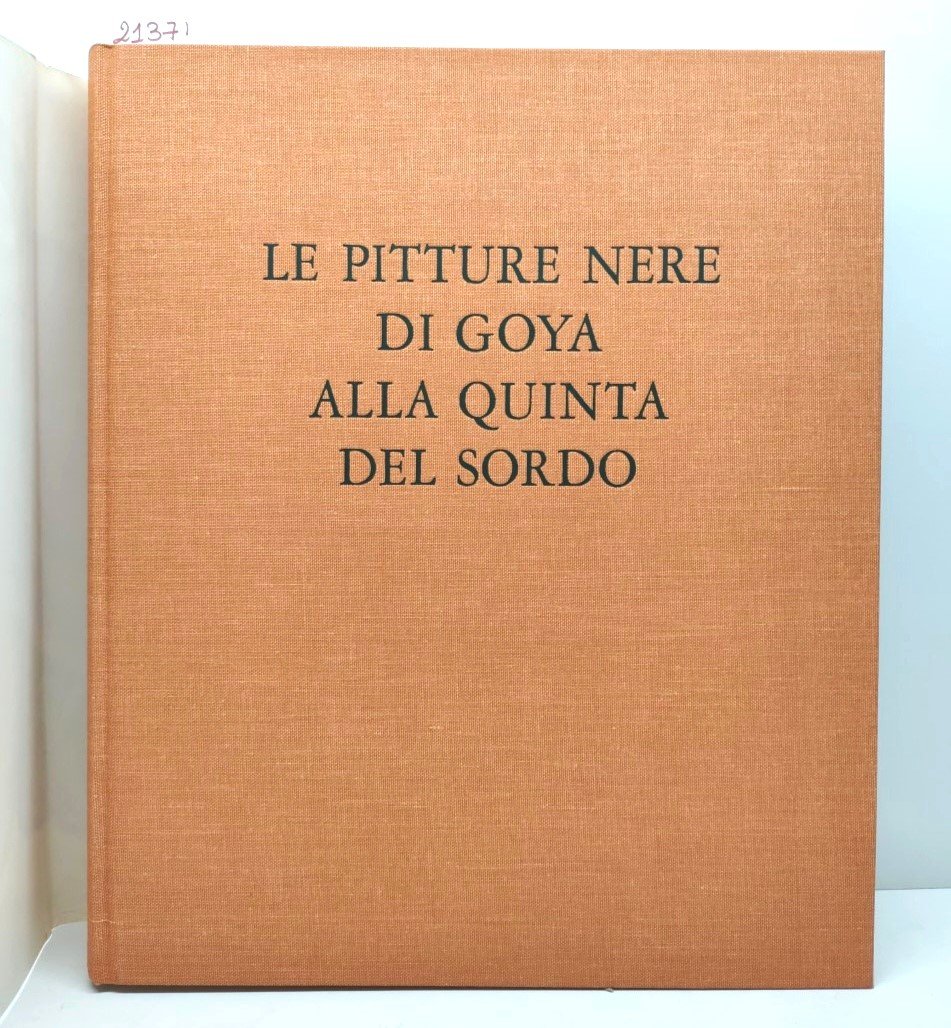 21371
LE PITTURE NERE
DI GOYA
ALLA QUINTA
DEL SORDO